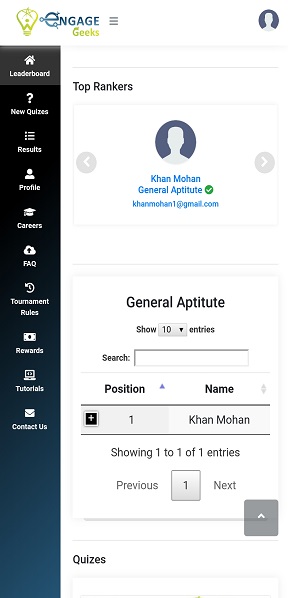 ENGAGE
Geeks
Leaderboard
New Quizes
Results
Profile
Careers
FAQ
Tournament
Rules
Rewards
Tutorials
Contact Us
Top Rankers
Khan Mohan
General Aptitute
khanmohan1@gmail.com
General Aptitute
Show 10 entries
Search:
Position Name
1 Khan Mohan
Showing 1 to 1 of 1 entries
Previous 1 Next
Quizes